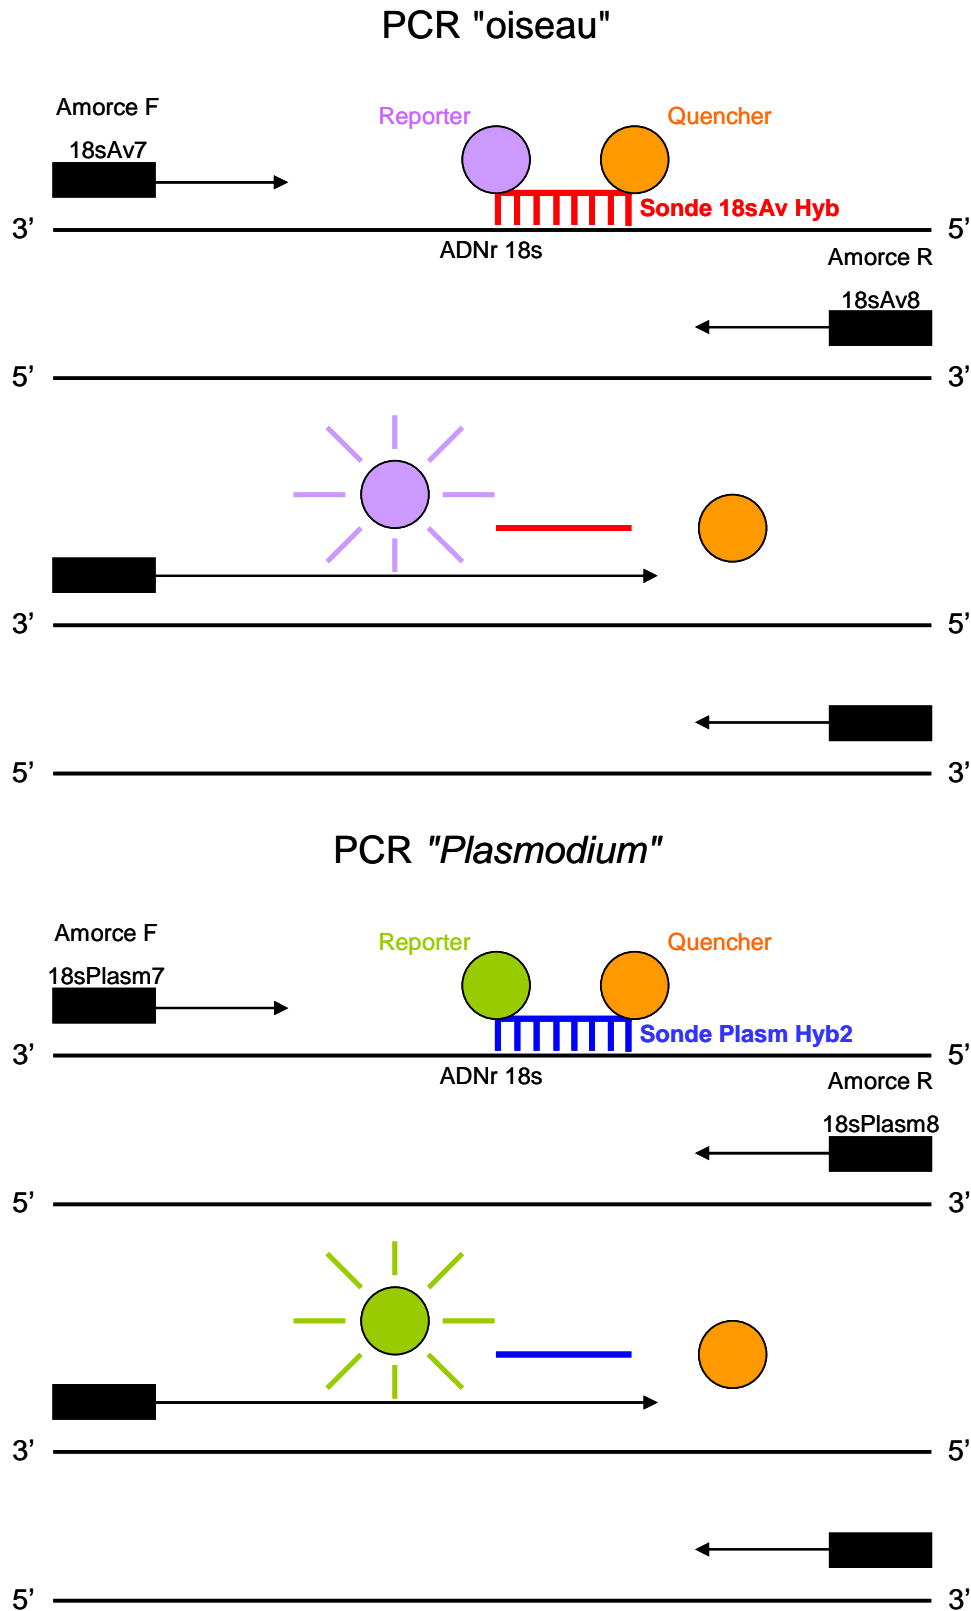 PCR "oiseau"
Amorce F
18sAv7
Reporter
Quencher
Sonde 18sAv Hyb
3’
5’
ADNr 18s
Amorce R
18sAv8
5’
3’
3’
5’
5’
3’
PCR "Plasmodium"
Amorce F
18sPlasm7
Reporter
Quencher
Sonde Plasm Hyb2
3’
5’
ADNr 18s
Amorce R
18sPlasm8
5’
3’
3’
5’
5’
3’